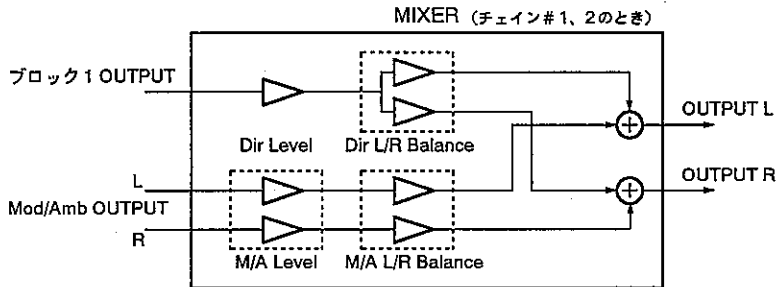 MIXER (チェイン#1、2のとき)
ブロック1 OUTPUT
OUTPUT L
Dir Level
Dir L/R Balance
L
OUTPUT R
Mod/Amb OUTPUT
R
M/A Level
M/A L/R Balance